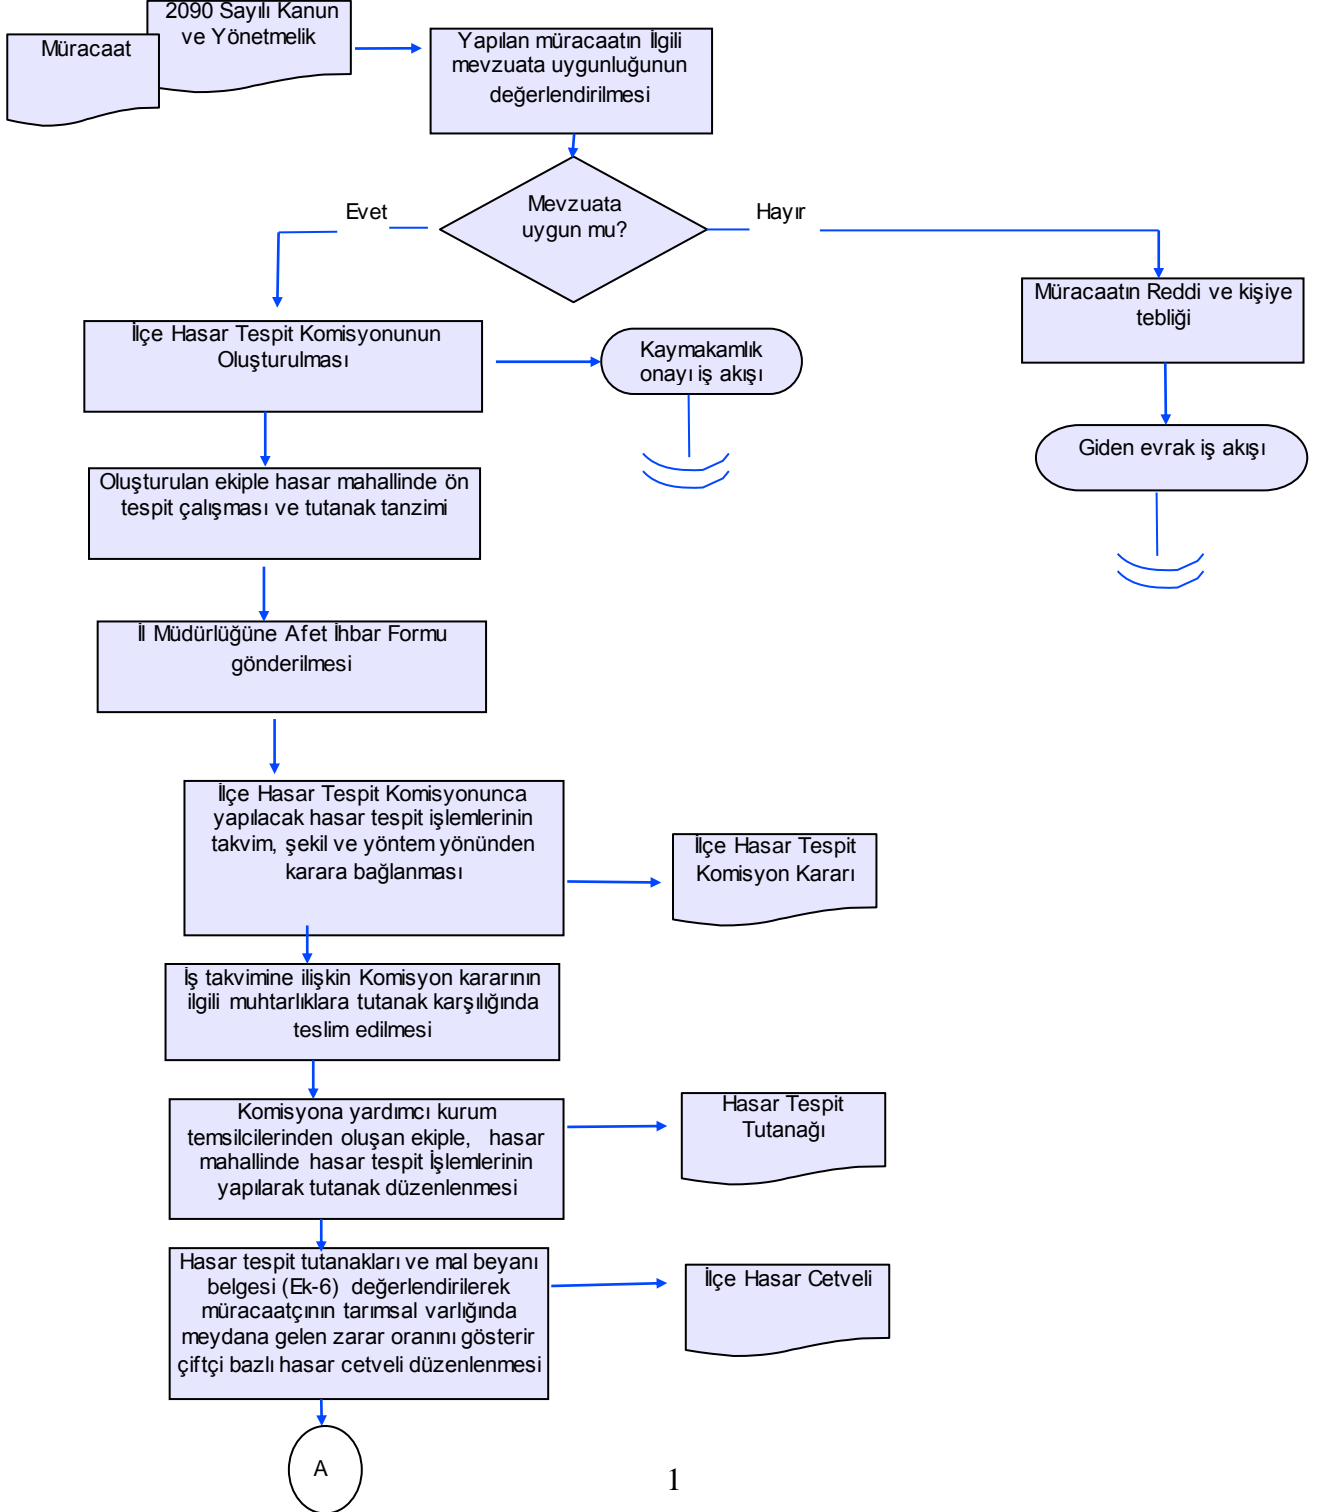 2090 Sayılı Kanun
ve Yönetmelik
Müracaat
Yapılan müracaatın İlgili
mevzuata uygunluğunun
değerlendirilmesi
Mevzuata
uygun mu?
Evet
Hayır
Müracaatın Reddi ve kişiye
tebliği
İlçe Hasar Tespit Komisyonunun
Oluşturulması
Kaymakamlık
onayı iş akışı
Giden evrak iş akışı
Oluşturulan ekiple hasar mahallinde ön
tespit çalışması ve tutanak tanzimi
İl Müdürlüğüne Afet İhbar Formu
gönderilmesi
İlçe Hasar Tespit Komisyonunca
yapılacak hasar tespit işlemlerinin
takvim, şekil ve yöntem yönünden
karara bağlanması
İlçe Hasar Tespit
Komisyon Kararı
İş takvimine ilişkin Komisyon kararının
ilgili muhtarlıklara tutanak karşılığında
teslim edilmesi
Komisyona yardımcı kurum
temsilcilerinden oluşan ekiple, hasar
mahallinde hasar tespit İşlemlerinin
yapılarak tutanak düzenlenmesi
Hasar Tespit
Tutanağı
Hasar tespit tutanakları ve mal beyanı
belgesi (Ek-6) değerlendirilerek
müracaatçının tarımsal varlığında
meydana gelen zarar oranını gösterir
çiftçi bazlı hasar cetveli düzenlenmesi
İlçe Hasar Cetveli
A
1